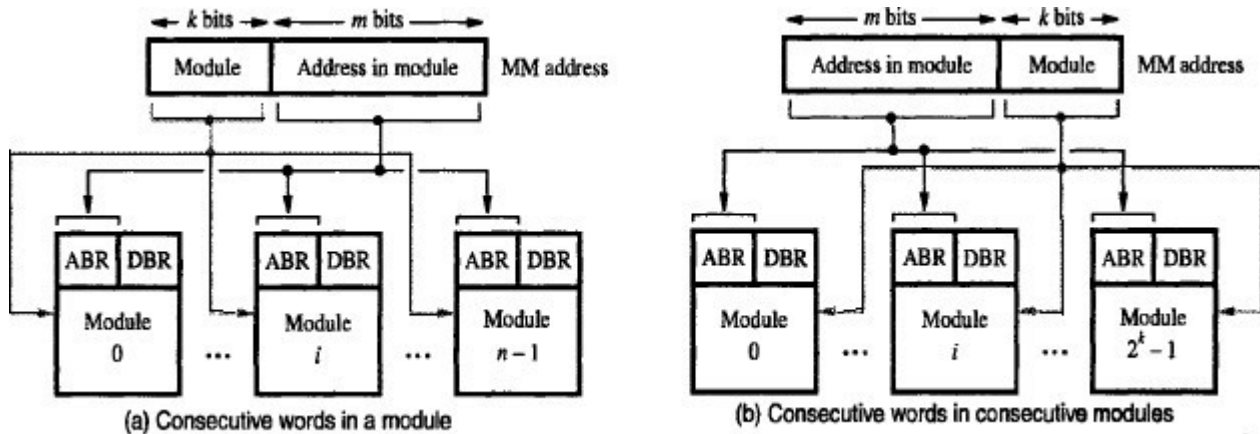 k bits
m bits
Module
Address in module
MM address
ABR
DBR
Module
0
...
ABR
DBR
Module
i
...
ABR
DBR
Module
n – 1
(a) Consecutive words in a module
m bits
k bits
Address in module
Module
MM address
ABR
DBR
Module
0
...
ABR
DBR
Module
i
...
ABR
DBR
Module
2^k – 1
(b) Consecutive words in consecutive modules